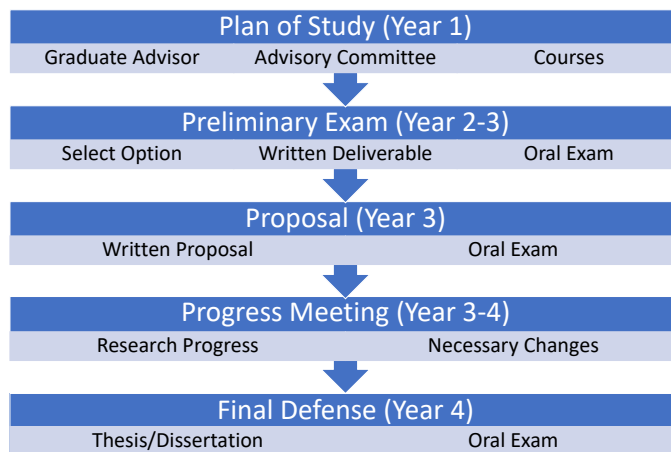 Plan of Study (Year 1)
Graduate Advisor Advisory Committee Courses
Preliminary Exam (Year 2-3)
Select Option Written Deliverable Oral Exam
Proposal (Year 3)
Written Proposal Oral Exam
Progress Meeting (Year 3-4)
Research Progress Necessary Changes
Final Defense (Year 4)
Thesis/Dissertation Oral Exam